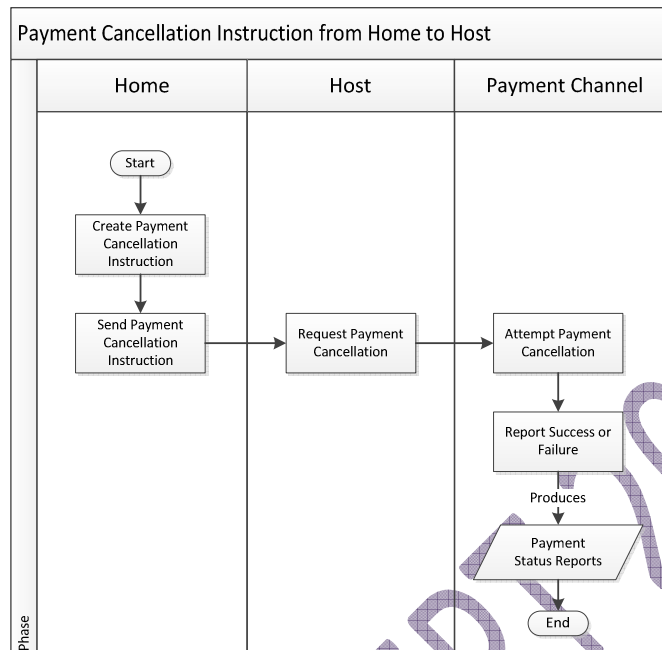 Payment Cancellation Instruction from Home to Host
Home
Host
Payment Channel
Start
Create Payment
Cancellation
Instruction
Send Payment
Cancellation
Instruction
Request Payment
Cancellation
Attempt Payment
Cancellation
Report Success or
Failure
Produces
Payment
Status Reports
End
Phase